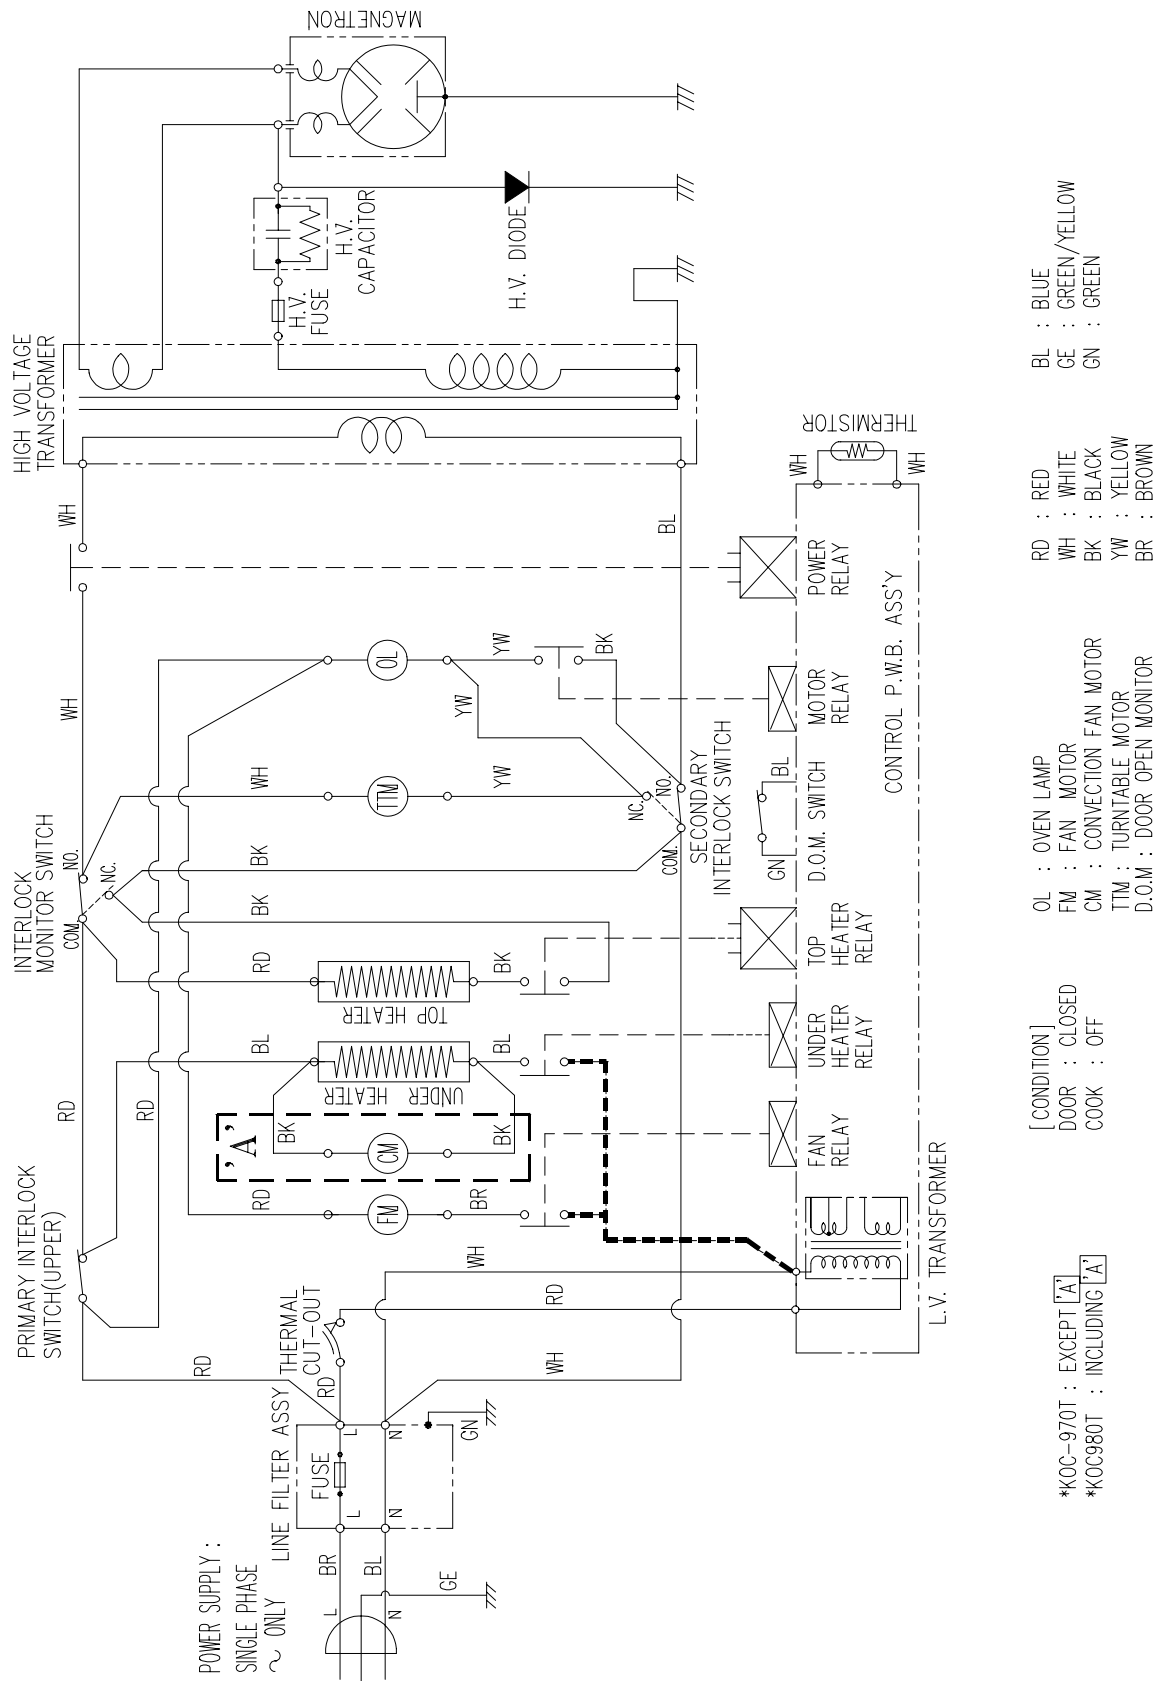 POWER SUPPLY :
SINGLE PHASE
～ ONLY
L
N
BR
BL
GE
LINE FILTER ASSY
FUSE
L
N
L
N
GN
THERMAL
CUT-OUT
RD
RD
WH
WH
RD
PRIMARY INTERLOCK
SWITCH(UPPER)
RD
RD
RD
FM
BR
'A'
BK
CM
BK
BL
UNDER HEATER
BL
RD
TOP HEATER
BK
BK
BK
INTERLOCK
MONITOR SWITCH
COM.
NO.
NC.
WH
TTM
YW
YW
WH
OL
YW
BK
NC.
NO.
COM.
SECONDARY
INTERLOCK SWITCH
WH
BL
HIGH VOLTAGE
TRANSFORMER
H.V.
FUSE
H.V.
CAPACITOR
H.V. DIODE
MAGNETRON
L.V. TRANSFORMER
FAN
RELAY
UNDER
HEATER
RELAY
TOP
HEATER
RELAY
GN
BL
D.O.M. SWITCH
MOTOR
RELAY
POWER
RELAY
CONTROL P.W.B. ASS'Y
WH
WH
THERMISTOR
*KOC-970T : EXCEPT 'A'
*KOC980T : INCLUDING 'A'
[CONDITION]
DOOR : CLOSED
COOK : OFF
OL : OVEN LAMP
FM : FAN MOTOR
CM : CONVECTION FAN MOTOR
TTM : TURNTABLE MOTOR
D.O.M : DOOR OPEN MONITOR
RD : RED
WH : WHITE
BK : BLACK
YW : YELLOW
BR : BROWN
BL : BLUE
GE : GREEN/YELLOW
GN : GREEN